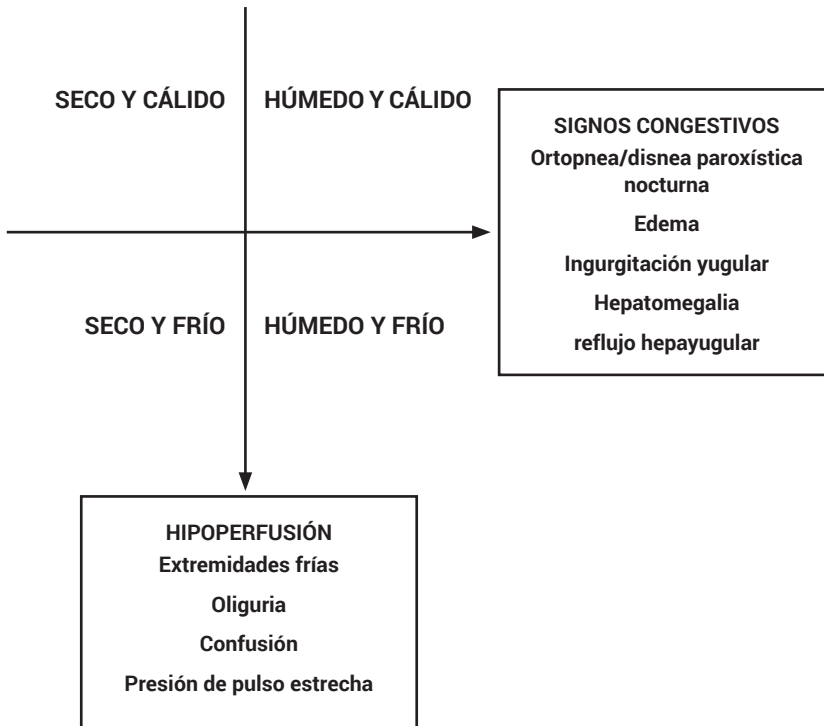 SECO Y CÁLIDO
HÚMEDO Y CÁLIDO
SIGNOS CONGESTIVOS
Ortopnea/disnea paroxística
nocturna
Edema
Ingurgitación yugular
Hepatomegalia
reflujo hepayugular
SECO Y FRÍO
HÚMEDO Y FRÍO
HIPOPERFUSIÓN
Extremidades frías
Oliguria
Confusión
Presión de pulso estrecha